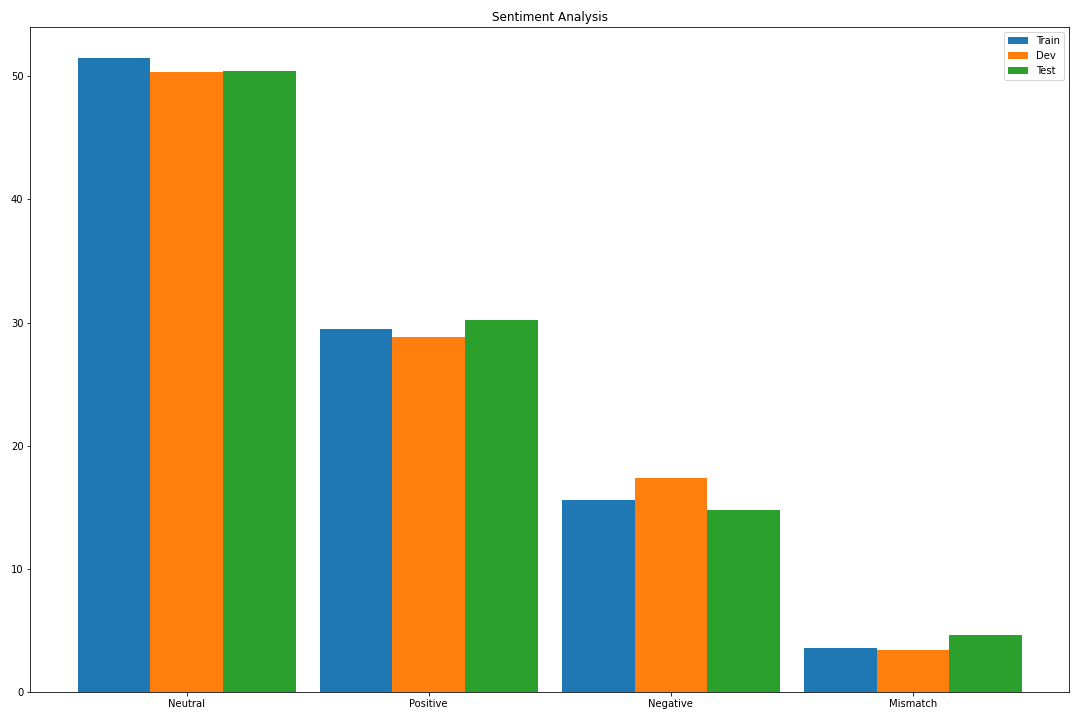 Sentiment Analysis
Train
Dev
Test
50
40
30
20
10
0
Neutral Positive Negative Mismatch